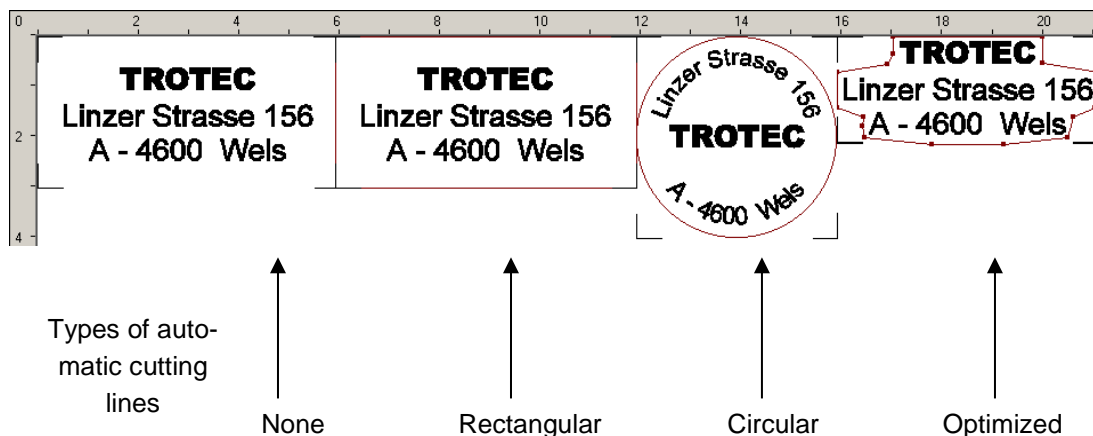 0 2 4 6 8 10 12 14 16 18 20
0
2
4
TROTEC
Linzer Strasse 156
A - 4600 Wels
TROTEC
Linzer Strasse 156
A - 4600 Wels
Linzer Strasse 156
TROTEC
A - 4600 Wels
TROTEC
Linzer Strasse 156
A - 4600 Wels
Types of auto-
matic cutting
lines
None
Rectangular
Circular
Optimized